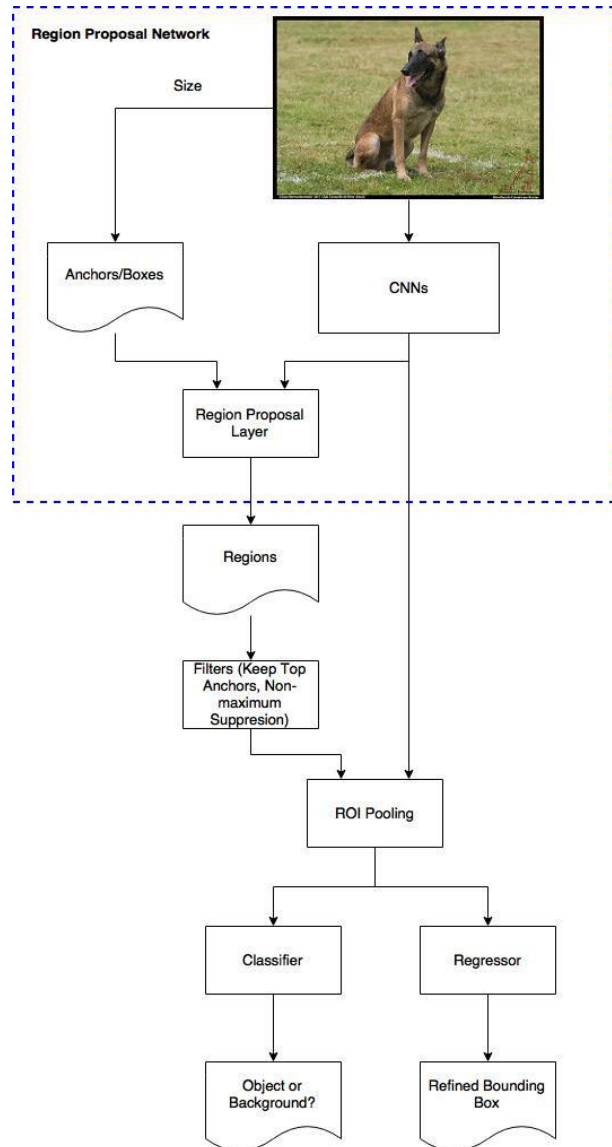 Region Proposal Network
Size
Anchors/Boxes
CNNs
Region Proposal
Layer
Regions
Filters (Keep Top
Anchors, Non-
maximum
Suppresion)
ROI Pooling
Classifier
Regressor
Object or
Background?
Refined Bounding
Box